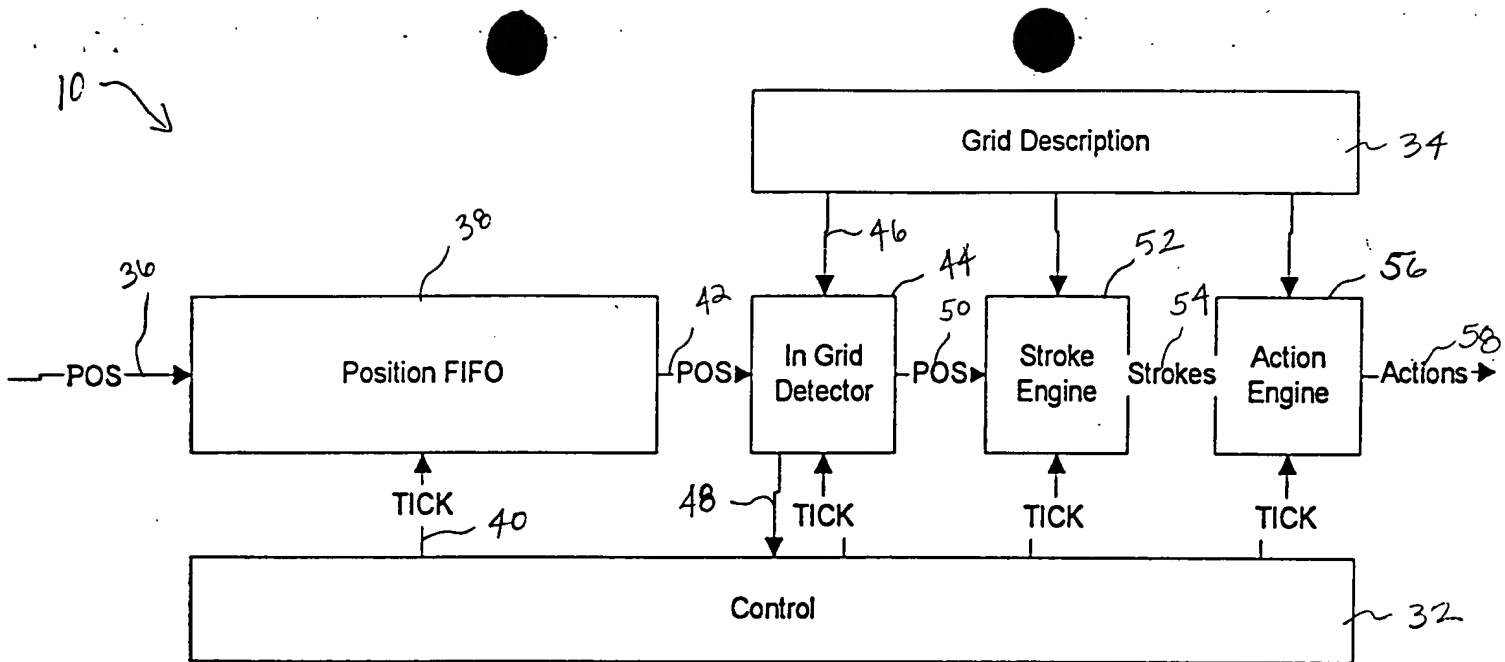 10
Grid Description
34
38
46
44
52
56
36
42
50
54
58
POS
Position FIFO
POS
In Grid
Detector
POS
Stroke
Engine
Strokes
Action
Engine
Actions
TICK
40
48
TICK
TICK
TICK
Control
32